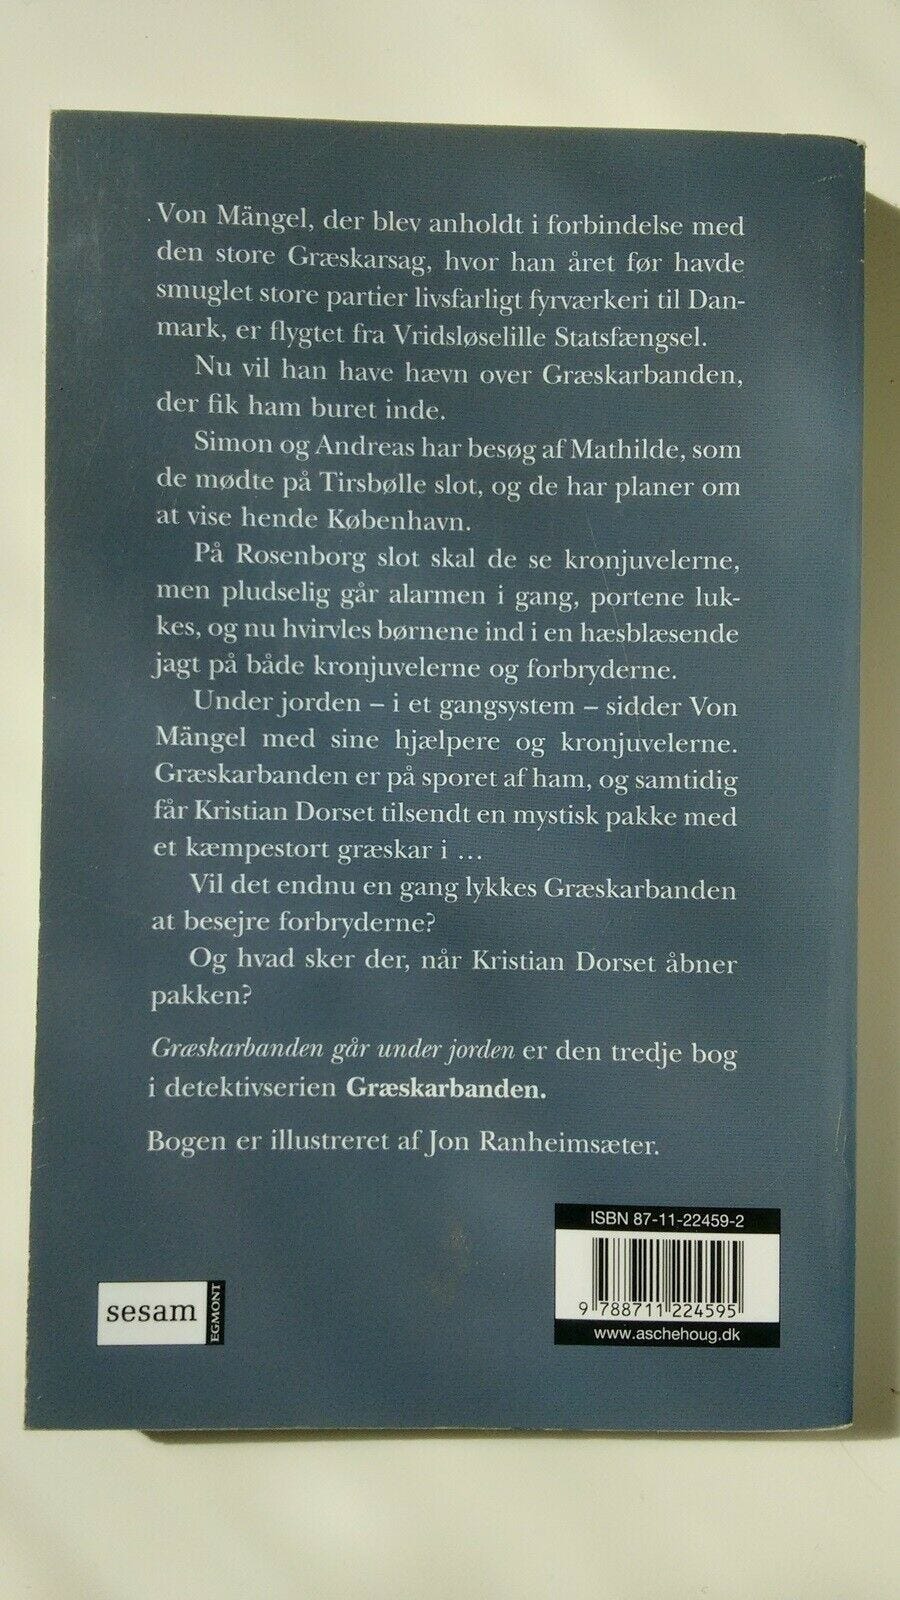 Von Mängel, der blev anholdt i forbindelse med
den store Græskarsag, hvor han året før havde
smuglet store partier livsfarligt fyrværkeri til Dan-
mark, er flygtet fra Vridsløselille Statsfængsel.
Nu vil han have hævn over Græskarbanden,
der fik ham buret inde.
Simon og Andreas har besøg af Mathilde, som
de mødte på Tirsbølle slot, og de har planer om
at vise hende København.
På Rosenborg slot skal de se kronjuvelerne,
men pludselig går alarmen i gang, portene luk-
kes, og nu hvirvles børnene ind i en hæsblæsende
jagt på både kronjuvelerne og forbryderne.
Under jorden – i et gangsystem – sidder Von
Mängel med sine hjælpere og kronjuvelerne.
Græskarbanden er på sporet af ham, og samtidig
får Kristian Dorset tilsendt en mystisk pakke med
et kæmpestort græskar i …
Vil det endnu en gang lykkes Græskarbanden
at besejre forbryderne?
Og hvad sker der, når Kristian Dorset åbner
pakken?
Græskarbanden går under jorden er den tredje bog
i detektivserien Græskarbanden.
Bogen er illustreret af Jon Ranheimsæter.
ISBN 87-11-22459-2
9 788711 224595
www.aschehoug.dk
sesam
EGMONT